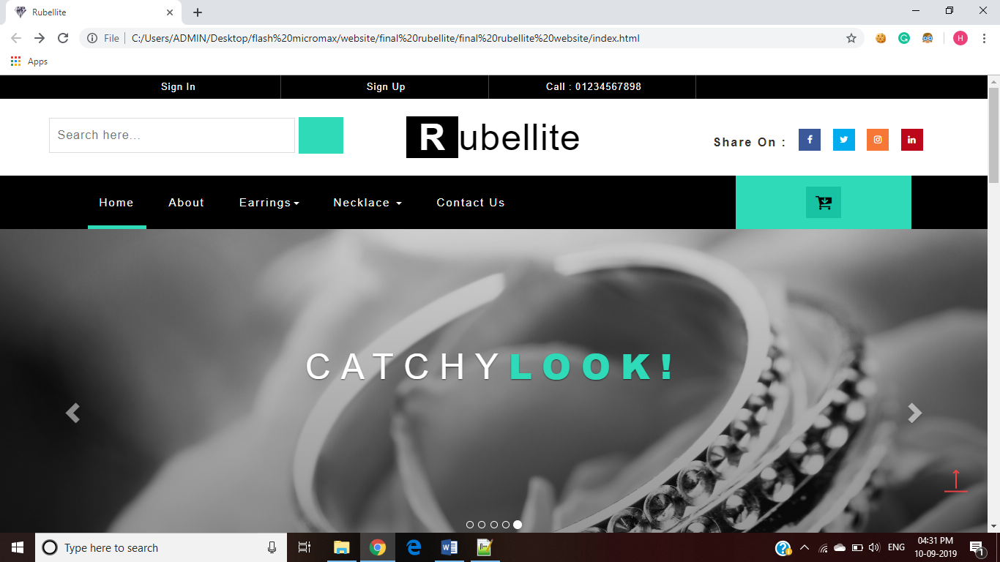 Rubellite
File C:/Users/ADMIN/Desktop/flash%20micromax/website/final%20rubellite/final%20rubellite%20website/index.html
H
Apps
Sign In Sign Up Call : 01234567898
Search here...
Rubellite
Share On :
Home About Earrings Necklace Contact Us
CATCHYLOOK!
Type here to search
ENG
04:31 PM
10-09-2019
1